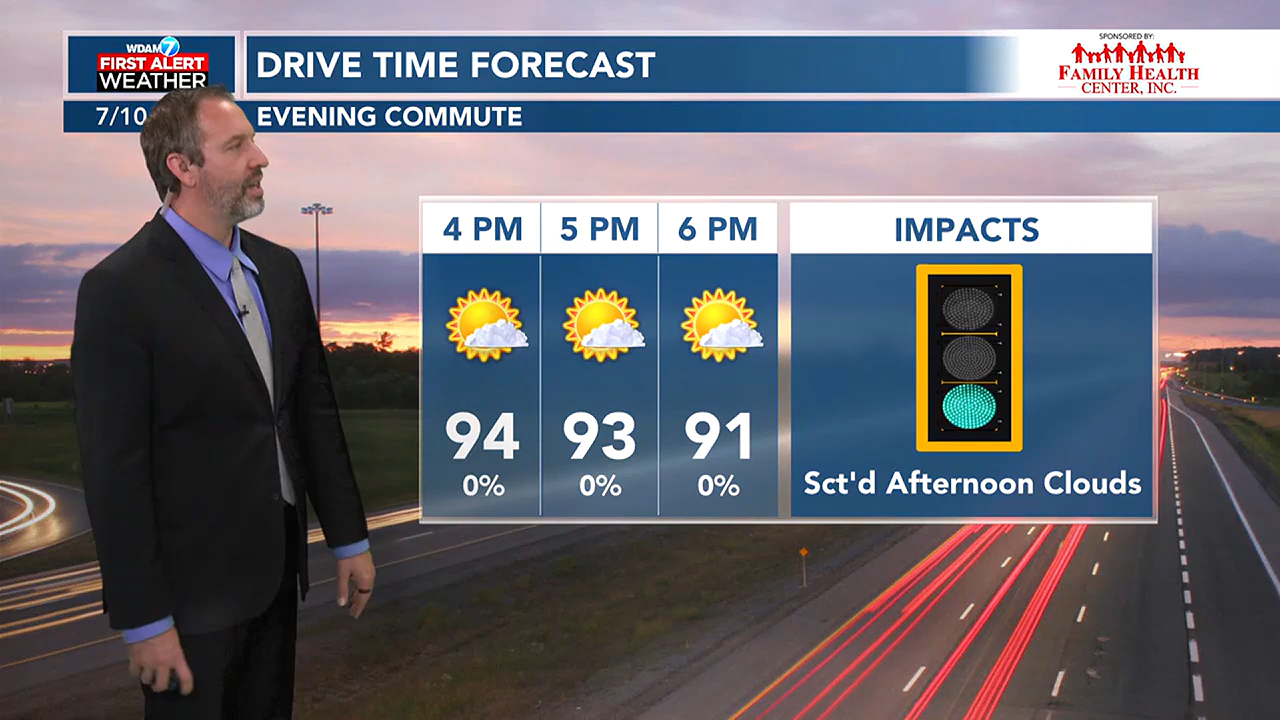 WDAM 7
FIRST ALERT
WEATHER
DRIVE TIME FORECAST
SPONSORED BY:
FAMILY HEALTH
CENTER, INC.
7/10
EVENING COMMUTE
4 PM 5 PM 6 PM
IMPACTS
94 93 91
0% 0% 0%
Sct'd Afternoon Clouds